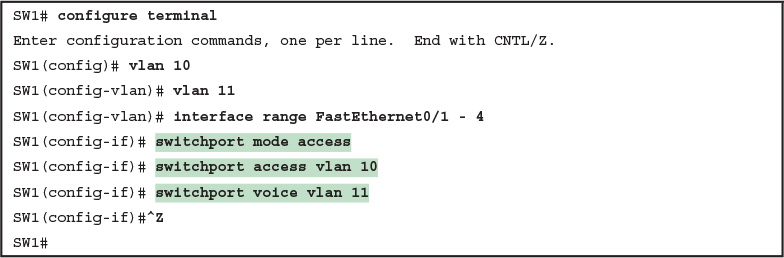 SW1# configure terminal
Enter configuration commands, one per line.  End with CNTL/Z.
SW1(config)# vlan 10
SW1(config-vlan)# vlan 11
SW1(config-vlan)# interface range FastEthernet0/1 - 4
SW1(config-if)# switchport mode access
SW1(config-if)# switchport access vlan 10
SW1(config-if)# switchport voice vlan 11
SW1(config-if)#^Z
SW1#